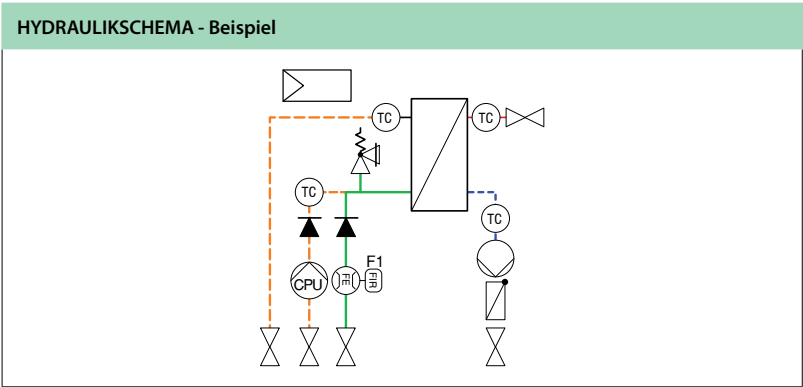 HYDRAULIKSCHEMA - Beispiel
TC
TC
TC
TC
F1
CPU
FE
FIR